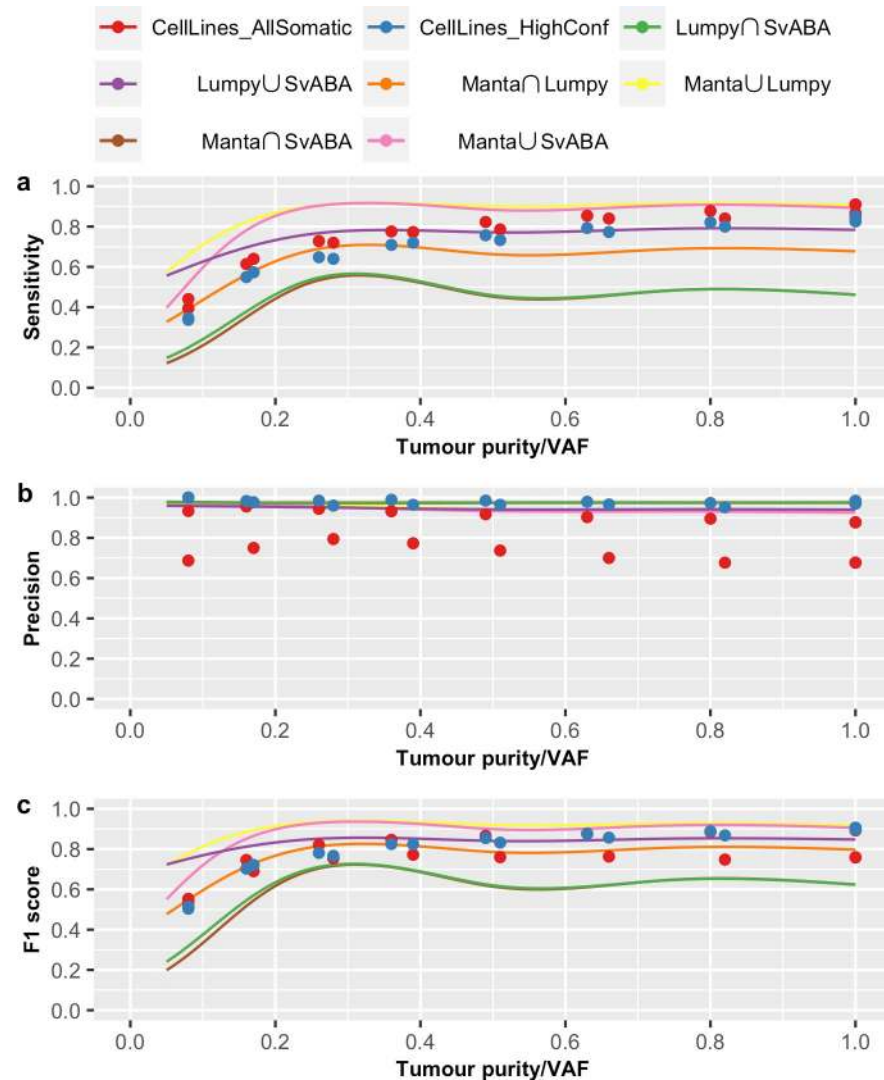 CellLines_AllSomatic CellLines_HighConf Lumpy⋂SvABA
Lumpy⋃SvABA Manta⋂Lumpy Manta⋃Lumpy
Manta⋂SvABA Manta⋃SvABA
a
1.0
0.8
0.6
0.4
0.2
0.0
Sensitivity
0.0 0.2 0.4 0.6 0.8 1.0
Tumour purity/VAF
b
1.0
0.8
0.6
0.4
0.2
0.0
Precision
0.0 0.2 0.4 0.6 0.8 1.0
Tumour purity/VAF
c
1.0
0.8
0.6
0.4
0.2
0.0
F1 score
0.0 0.2 0.4 0.6 0.8 1.0
Tumour purity/VAF